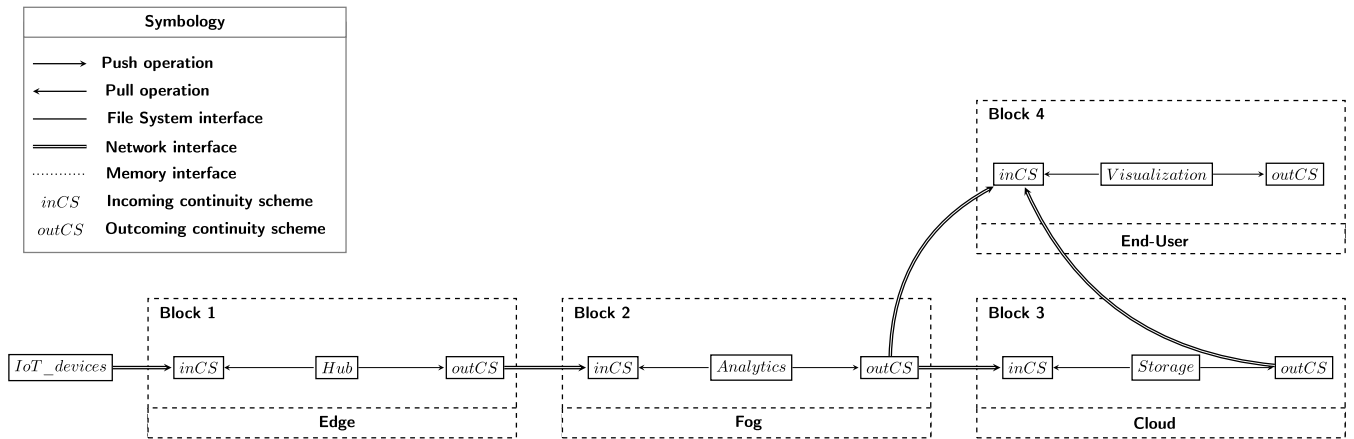 Symbology
Push operation
Pull operation
File System interface
Network interface
Memory interface
inCS Incoming continuity scheme
outCS Outcoming continuity scheme
Block 4
inCS Visualization outCS
End-User
Block 1 Block 2 Block 3
IoT_devices inCS Hub outCS inCS Analytics outCS inCS Storage outCS
Edge Fog Cloud